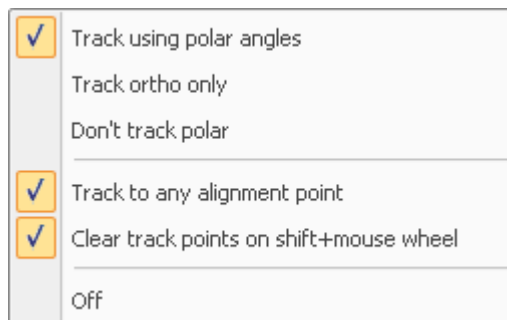 Track using polar angles
Track ortho only
Don't track polar
Track to any alignment point
Clear track points on shift+mouse wheel
Off